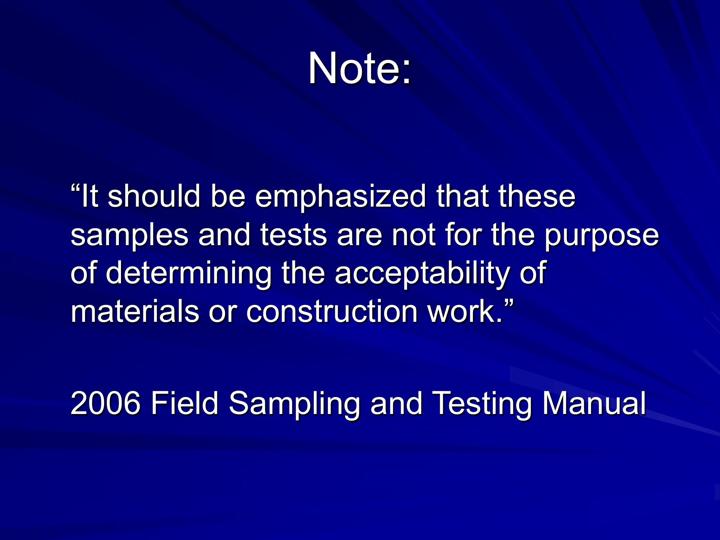 Note:
“It should be emphasized that these
samples and tests are not for the purpose
of determining the acceptability of
materials or construction work.”
2006 Field Sampling and Testing Manual